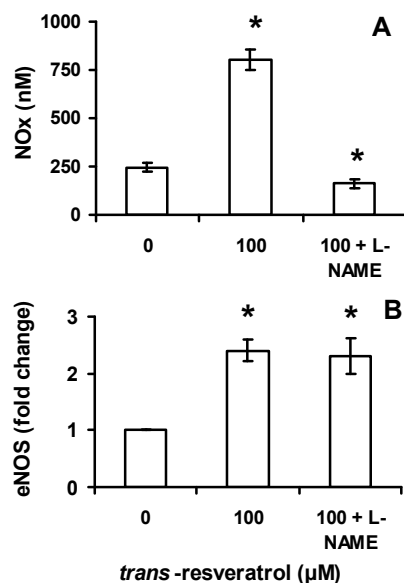 A
NOx (nM)
1000
750
500
250
0
*
*
0
100
100 + L-
NAME
B
eNOS (fold change)
3
2
1
0
*
*
0
100
100 + L-
NAME
trans -resveratrol (µM)